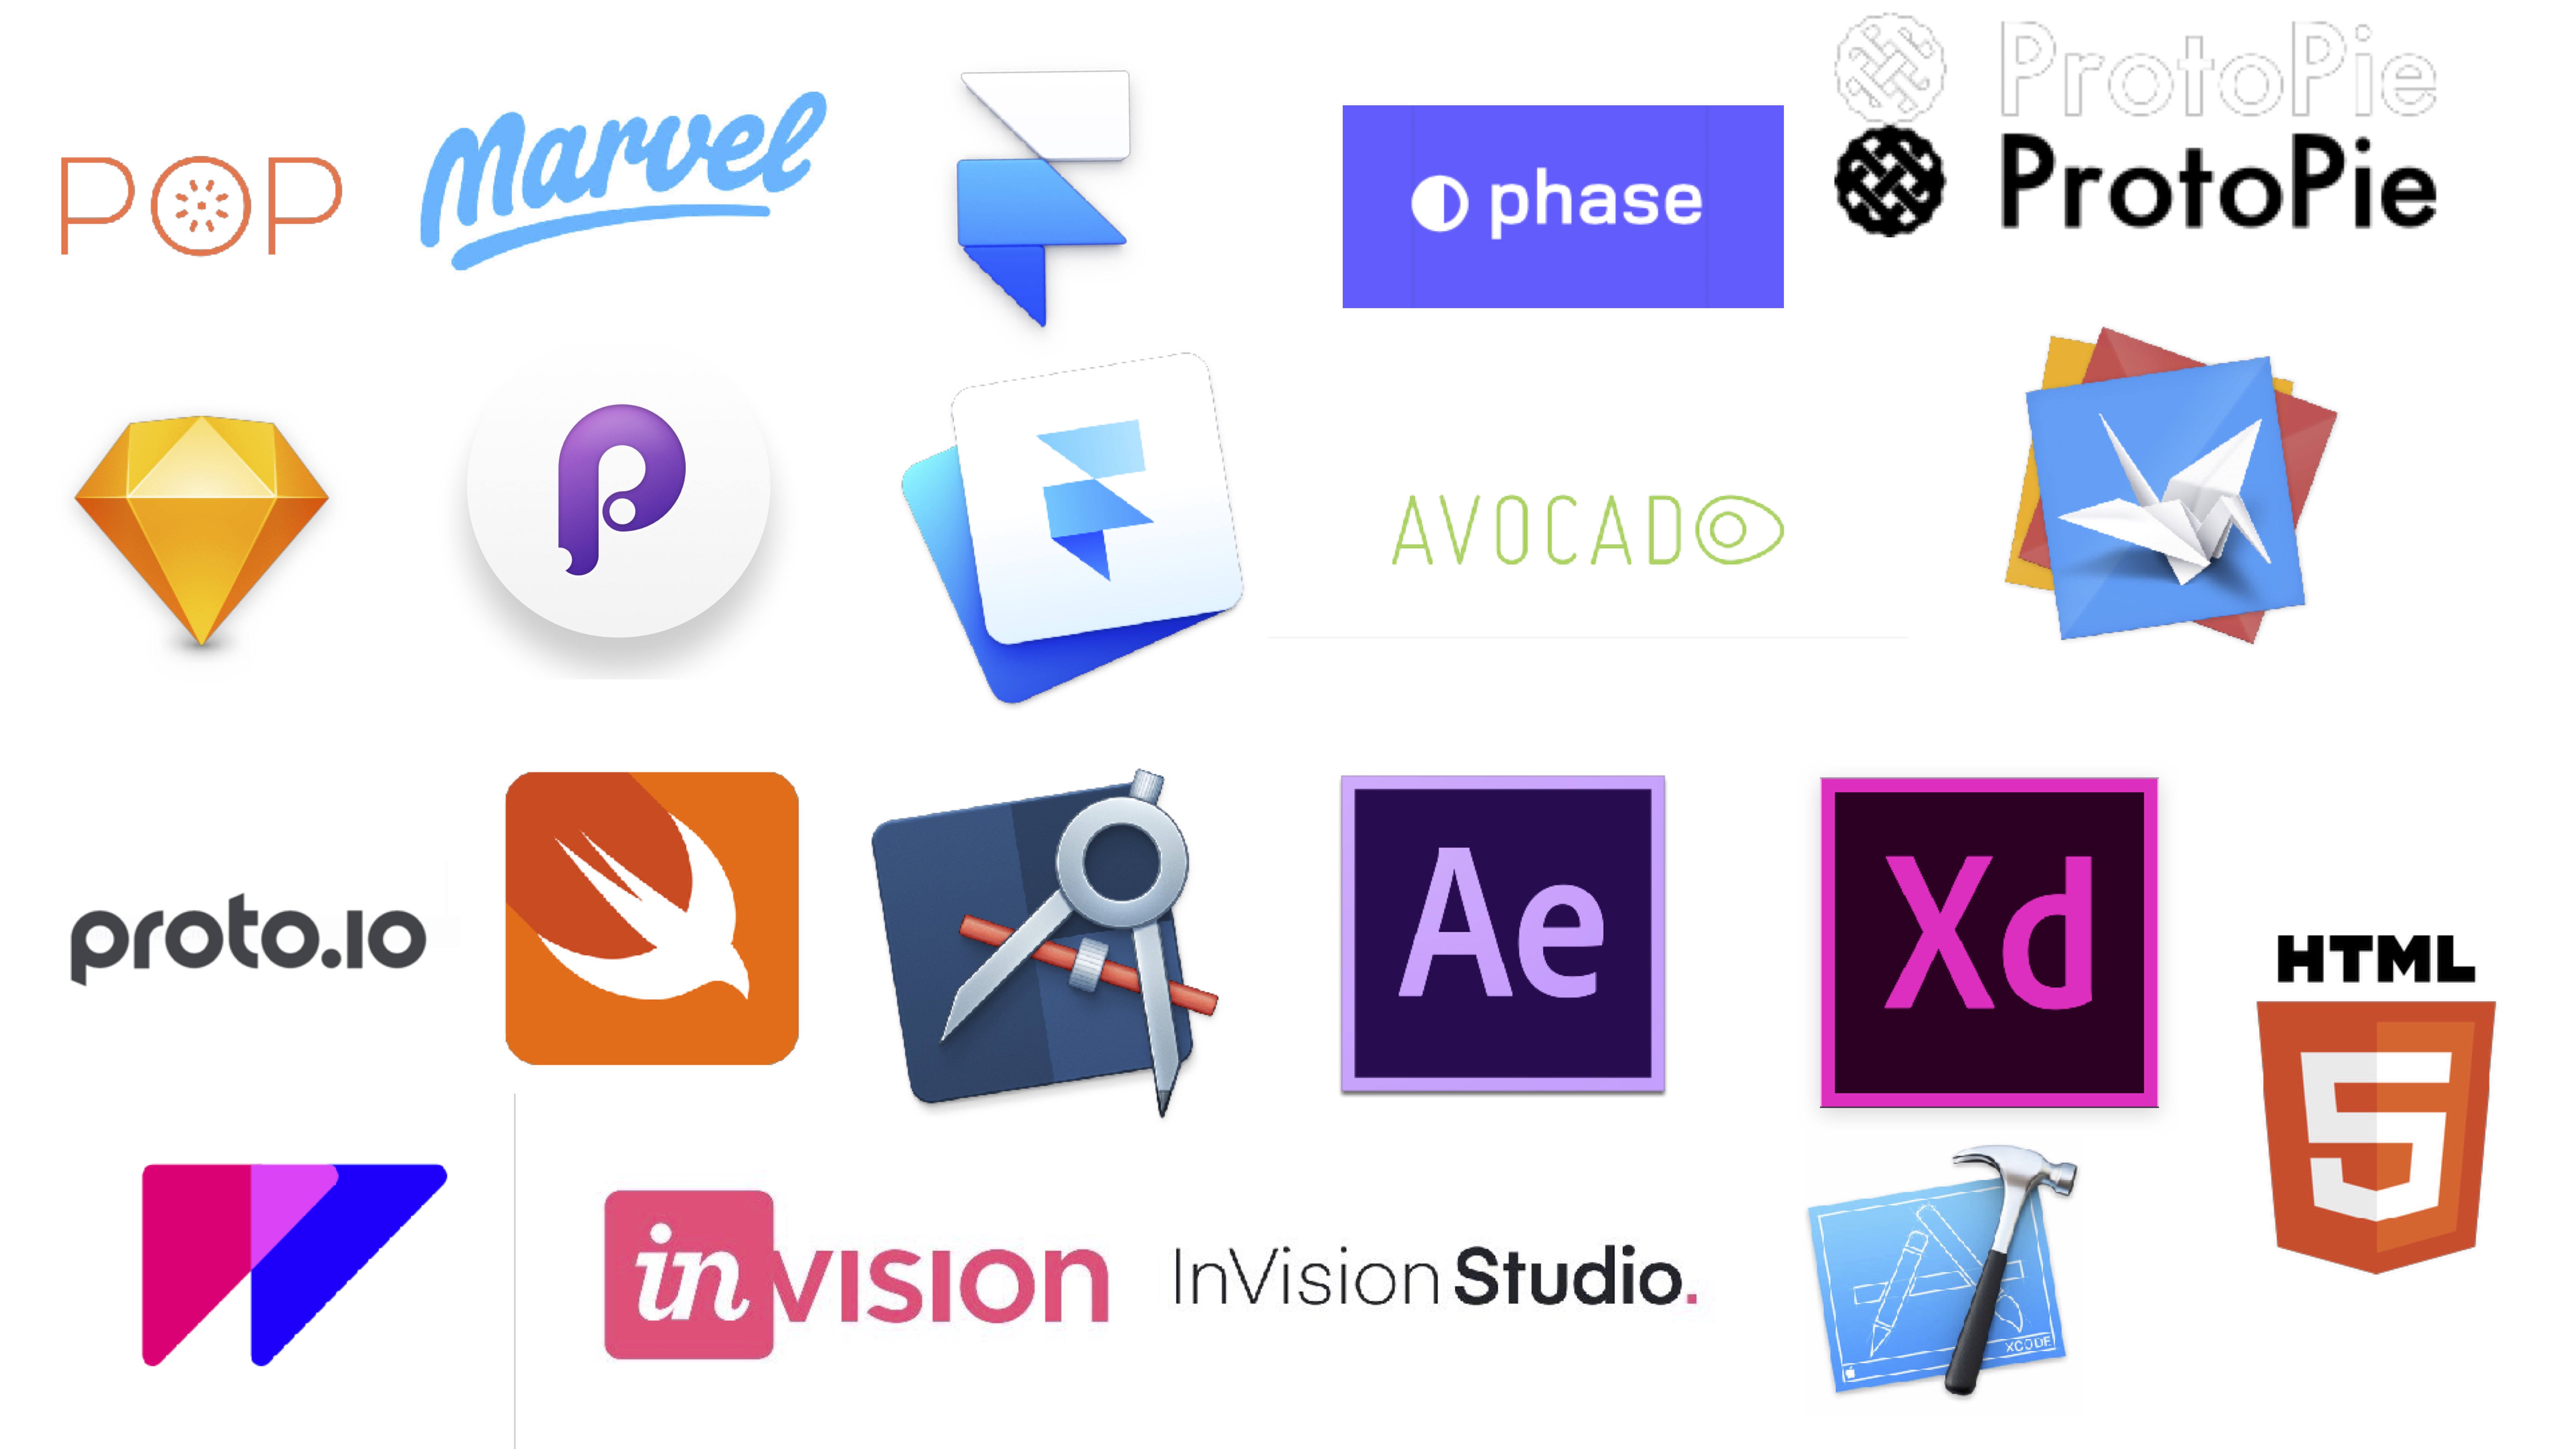 POP
Marvel
phase
ProtoPie
ProtoPie
P
AVOCADO
proto.io
Ae
Xd
HTML
5
invision
InVision Studio.
XCODE